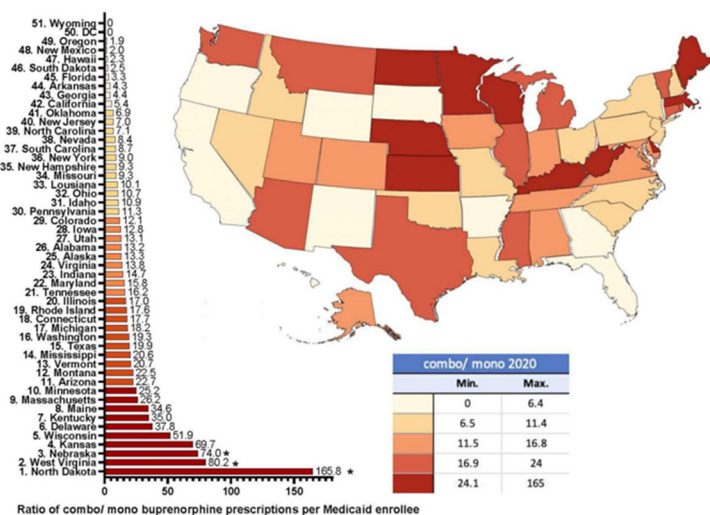 51. Wyoming 0
50. DC 0
49. Oregon 1.9
48. New Mexico 2.0
47. Hawaii 2.3
46. South Dakota 2.5
45. Florida 3.3
44. Arkansas 4.3
43. Georgia 4.4
42. California 5.4
41. Oklahoma 6.9
40. New Jersey 7.0
39. North Carolina 7.1
38. Nevada 8.4
37. South Carolina 8.7
36. New York 9.0
35. New Hampshire 9.3
34. Missouri 9.3
33. Lousiana 10.1
32. Ohio 10.7
31. Idaho 10.9
30. Pennsylvania 11.3
29. Colorado 12.1
28. Iowa 12.8
27. Utah 13.1
26. Alabama 13.2
25. Alaska 13.3
24. Virginia 13.8
23. Indiana 14.7
22. Maryland 15.8
21. Tennessee 16.2
20. Illinois 17.0
19. Rhode Island 17.6
18. Connecticut 17.7
17. Michigan 18.2
16. Washington 19.3
15. Texas 19.9
14. Mississippi 20.6
13. Vermont 20.7
12. Montana 22.5
11. Arizona 22.7
10. Minnesota 25.2
9. Massachusetts 26.2
8. Maine 34.6
7. Kentucky 35.0
6. Delaware 37.8
5. Wisconsin 51.9
4. Kansas 69.7
3. Nebraska 74.0 *
2. West Virginia 80.2 *
1. North Dakota 165.8 *
0 50 100 150
Ratio of combo/ mono buprenorphine prescriptions per Medicaid enrollee
combo/ mono 2020
Min. Max.
0 6.4
6.5 11.4
11.5 16.8
16.9 24
24.1 165